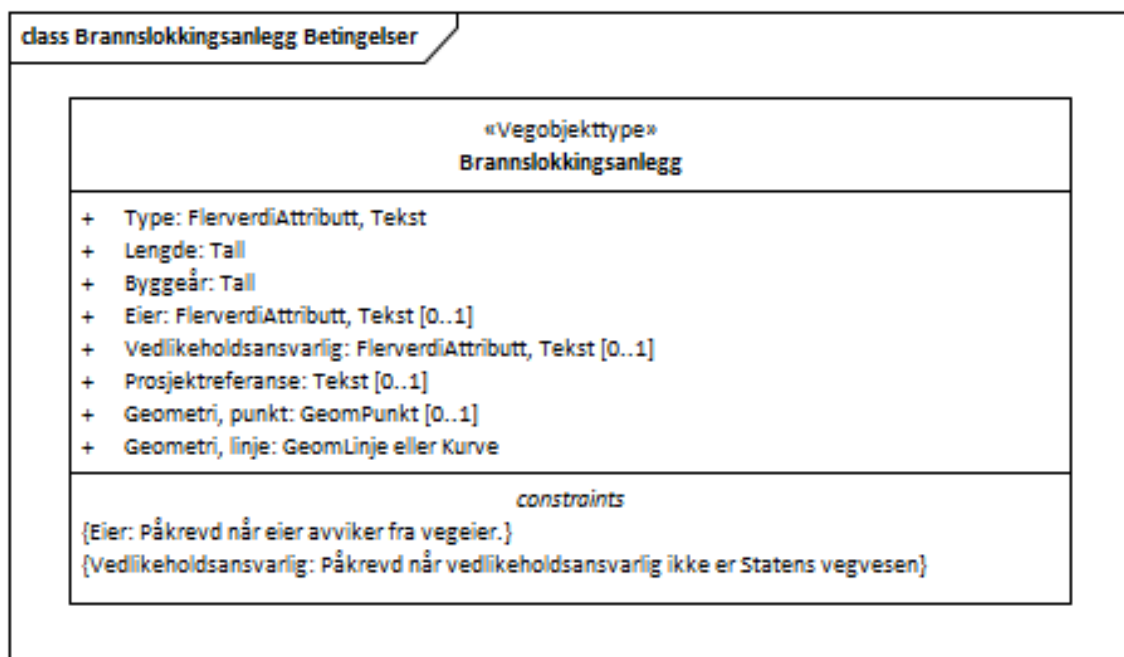 class Brannslokkingsanlegg Betingelser
«Vegobjekttype»
Brannslokkingsanlegg
+ Type: FlerverdiAttributt, Tekst
+ Lengde: Tall
+ Byggeår: Tall
+ Eier: FlerverdiAttributt, Tekst [0..1]
+ Vedlikeholdsansvarlig: FlerverdiAttributt, Tekst [0..1]
+ Prosjektreferanse: Tekst [0..1]
+ Geometri, punkt: GeomPunkt [0..1]
+ Geometri, linje: GeomLinje eller Kurve
constraints
{Eier: Påkrevd når eier avviker fra vegeier.}
{Vedlikeholdsansvarlig: Påkrevd når vedlikeholdsansvarlig ikke er Statens vegvesen}